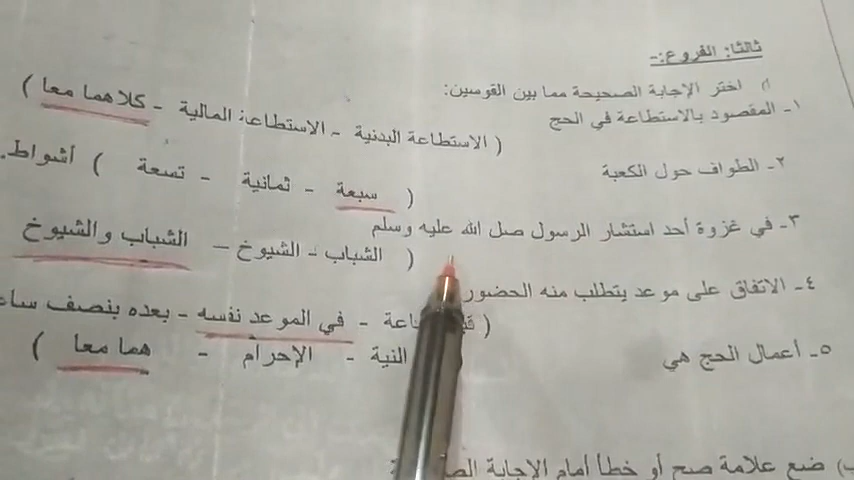 ثالثا: الفروع:-
أ) اختر الإجابة الصحيحة مما بين القوسين:
١- المقصود بالاستطاعة في الحج
( الاستطاعة البدنية - الاستطاعة المالية - كلاهما معا )
٢- الطواف حول الكعبة
( سبعة - ثمانية - تسعة ) أشواط.
٣- في غزوة أحد استشار الرسول صل الله عليه وسلم
( الشباب - الشيوخ - الشباب والشيوخ
٤- الاتفاق على موعد يتطلب منه الحضور
( - في الموعد نفسه - بعده بنصف
٥- أعمال الحج هي
النية - الإحرام - هما معا )
ب) ضع علامة صح أو خطأ أمام الإجابة